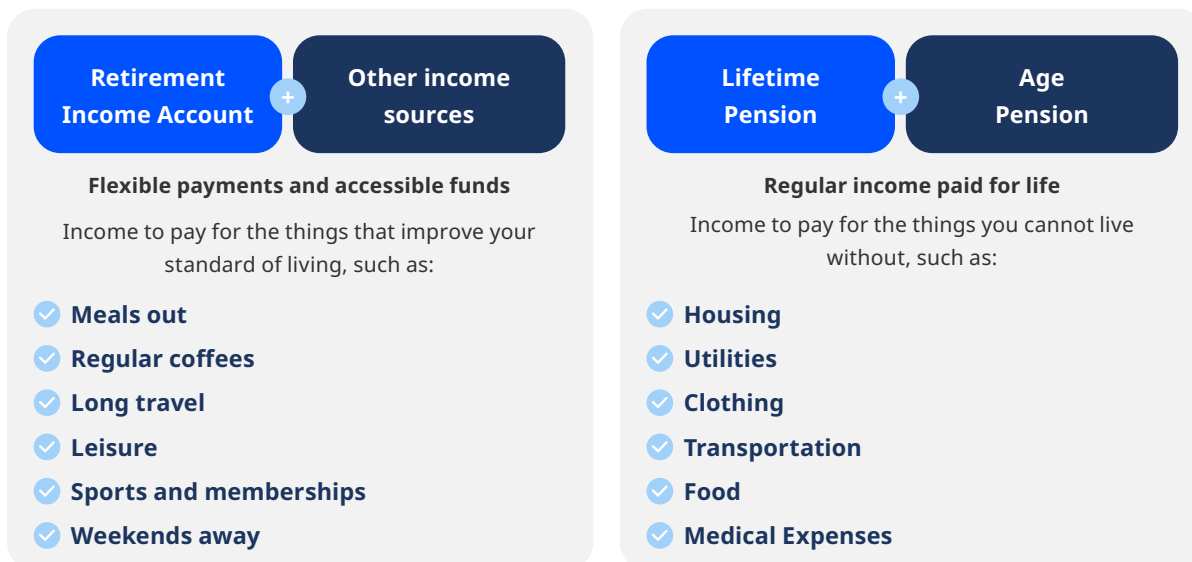 Retirement
Income Account
+
Other income
sources
Flexible payments and accessible funds
Income to pay for the things that improve your
standard of living, such as:
Meals out
Regular coffees
Long travel
Leisure
Sports and memberships
Weekends away
Lifetime
Pension
+
Age
Pension
Regular income paid for life
Income to pay for the things you cannot live
without, such as:
Housing
Utilities
Clothing
Transportation
Food
Medical Expenses